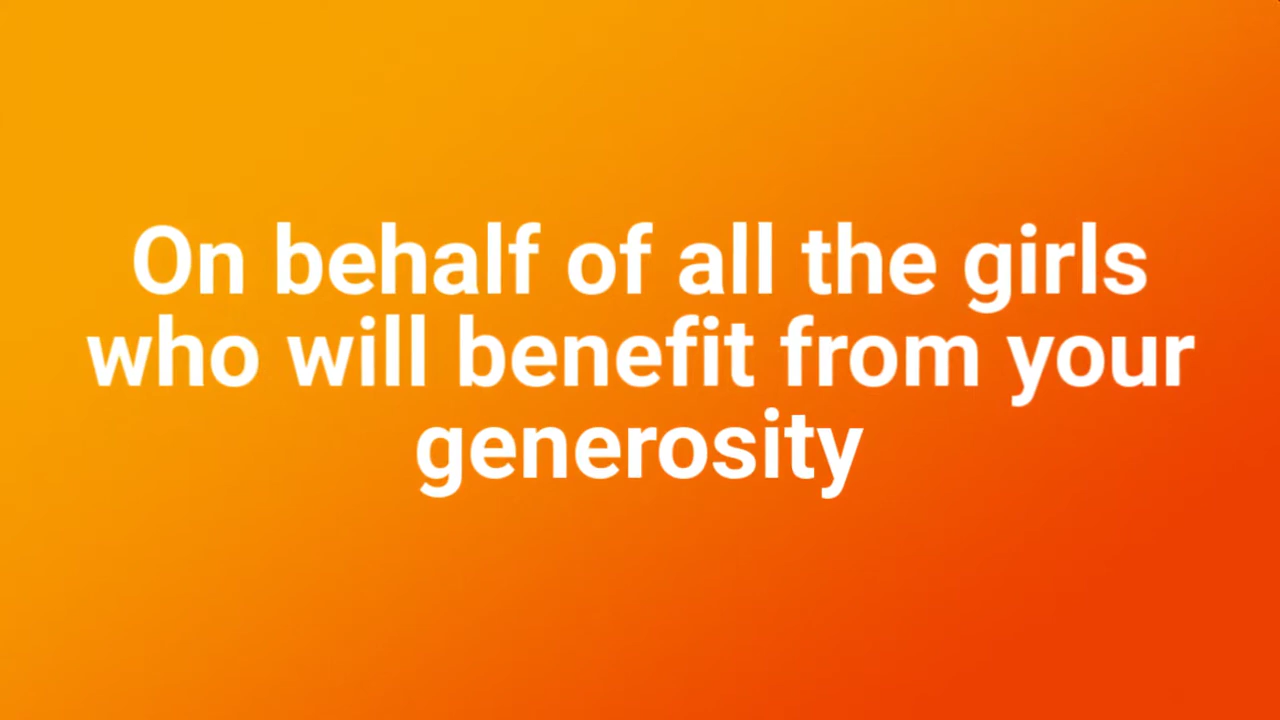 On behalf of all the girls
who will benefit from your
generosity